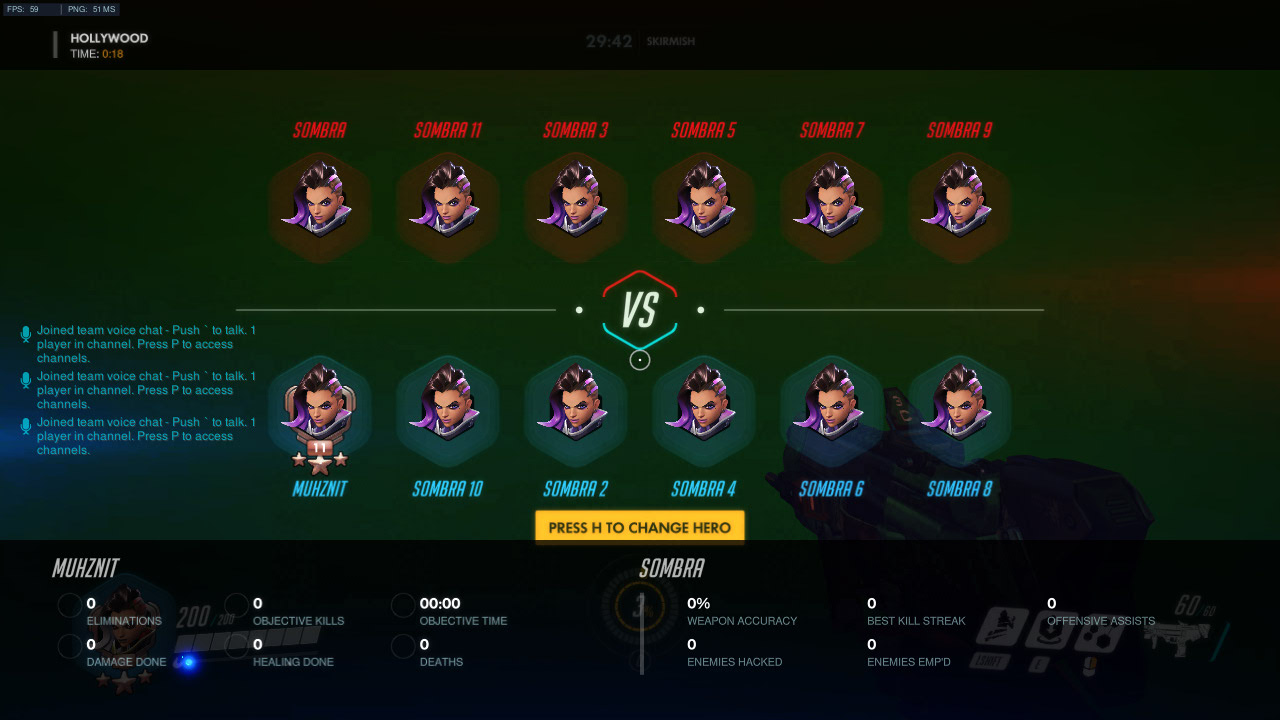 FPS: 59 | PNG: 51 MS
HOLLYWOOD
TIME: 0:18
29:42 SKIRMISH
SOMBRA SOMBRA 11 SOMBRA 3 SOMBRA 5 SOMBRA 7 SOMBRA 9
VS
Joined team voice chat - Push ` to talk. 1
player in channel. Press P to access
channels.
Joined team voice chat - Push ` to talk. 1
player in channel. Press P to access
channels.
Joined team voice chat - Push ` to talk. 1
player in channel. Press P to access
channels.
11
MUHZNIT SOMBRA 10 SOMBRA 2 SOMBRA 4 SOMBRA 6 SOMBRA 8
PRESS H TO CHANGE HERO
MUHZNIT SOMBRA
0 0 00:00 0% 0 0
ELIMINATIONS OBJECTIVE KILLS OBJECTIVE TIME WEAPON ACCURACY BEST KILL STREAK OFFENSIVE ASSISTS
200/200
60/60
0 0 0 0 0
DAMAGE DONE HEALING DONE DEATHS ENEMIES HACKED ENEMIES EMP'D